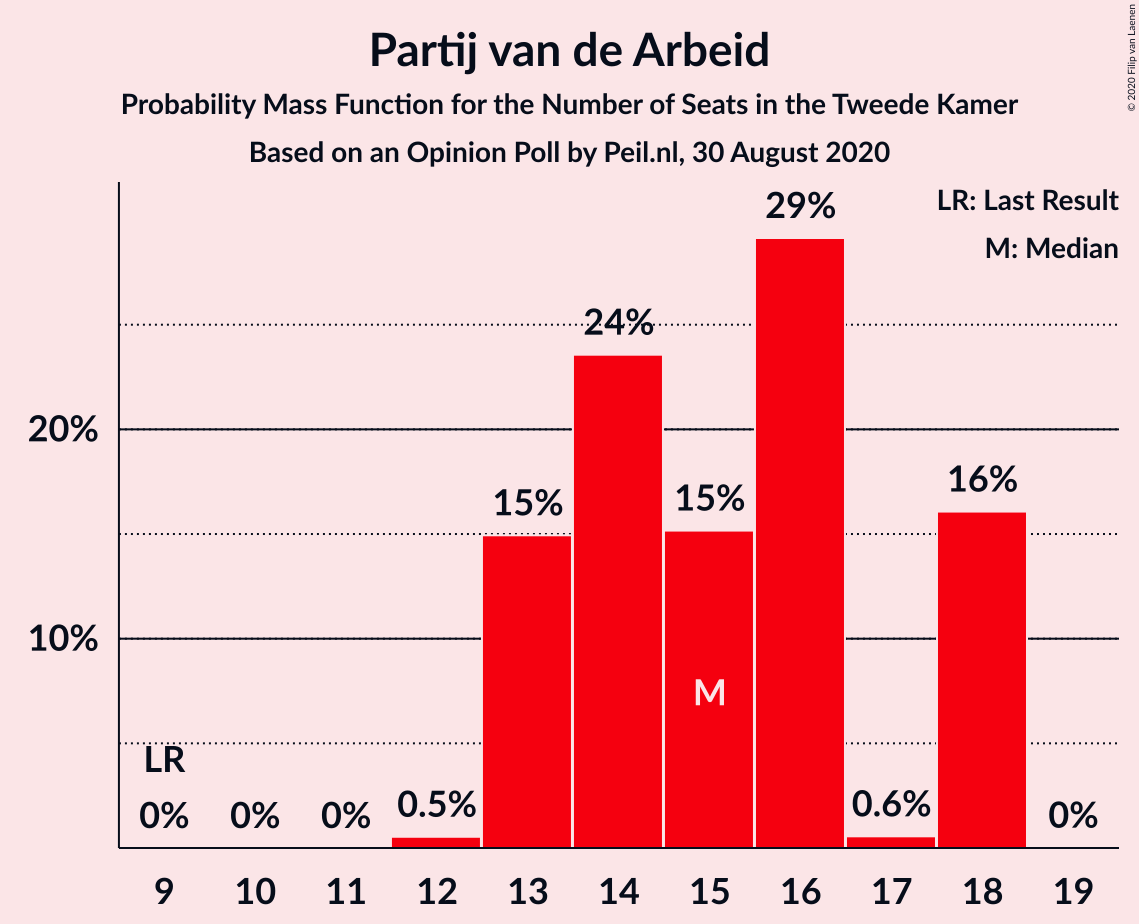 Partij van de Arbeid
Probability Mass Function for the Number of Seats in the Tweede Kamer
Based on an Opinion Poll by Peil.nl, 30 August 2020
© 2020 Filip van Laenen
LR: Last Result
M: Median
29%
24%
20%
16%
15%
15%
10%
M
LR
0%
0%
0%
0.5%
0.6%
0%
9 10 11 12 13 14 15 16 17 18 19